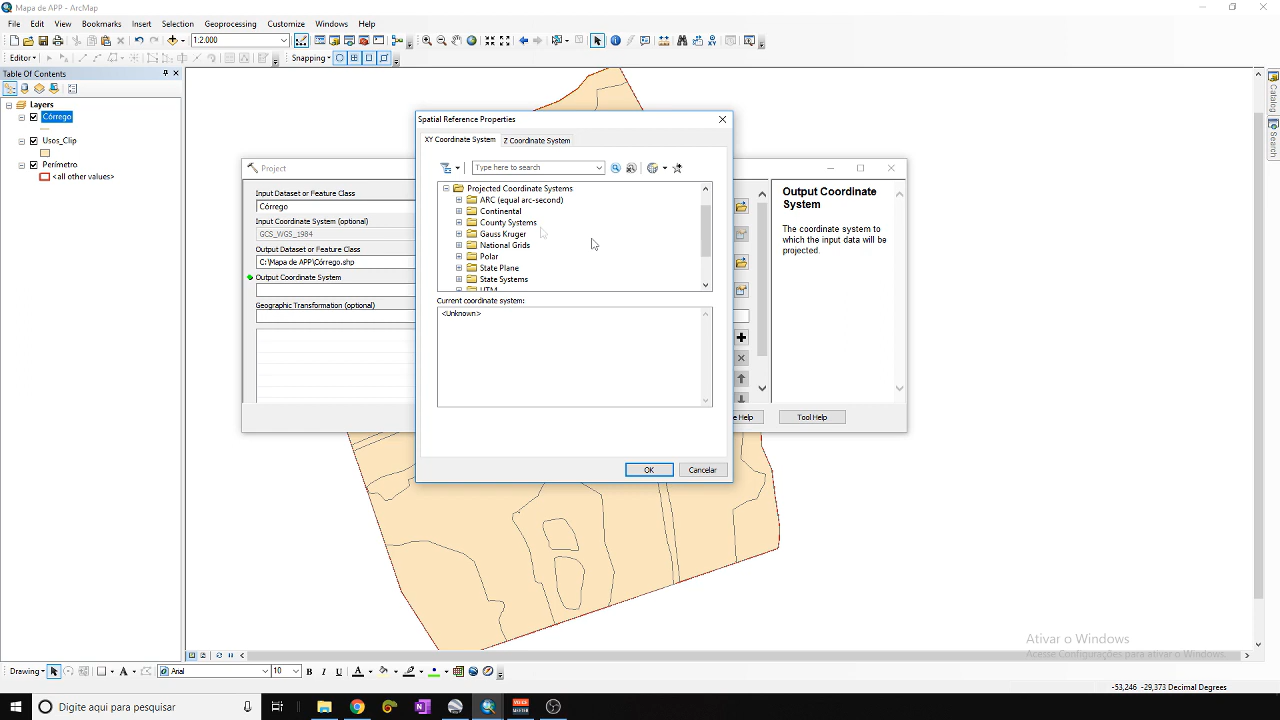 Mapa de APP - ArcMap
File Edit View Bookmarks Insert Selection Geoprocessing Customize Windows Help
1:2.000
Editor Snapping
Table Of Contents
Layers
Córrego
Usos_Clip
Perímetro
<all other values>
Project
Input Dataset or Feature Class
Córrego
Input Coordinate System (optional)
GCS_WGS_1984
Output Dataset or Feature Class
C:\Mapa de APP\Córrego.shp
Output Coordinate System
Geographic Transformation (optional)
Spatial Reference Properties
XY Coordinate System Z Coordinate System
Type here to search
Projected Coordinate Systems
ARC (equal arc-second)
Continental
County Systems
Gauss Kruger
National Grids
Polar
State Plane
State Systems
UTM
Current coordinate system:
<Unknown>
OK Cancelar
Output Coordinate System
The coordinate system to which the input data will be projected.
e Help Tool Help
Catalog
Search
Ativar o Windows
Acesse Configurações para ativar o Windows.
Drawing Arial 10 B I U A
-53,246 -29,373 Decimal Degrees
Digite aqui para pesquisar